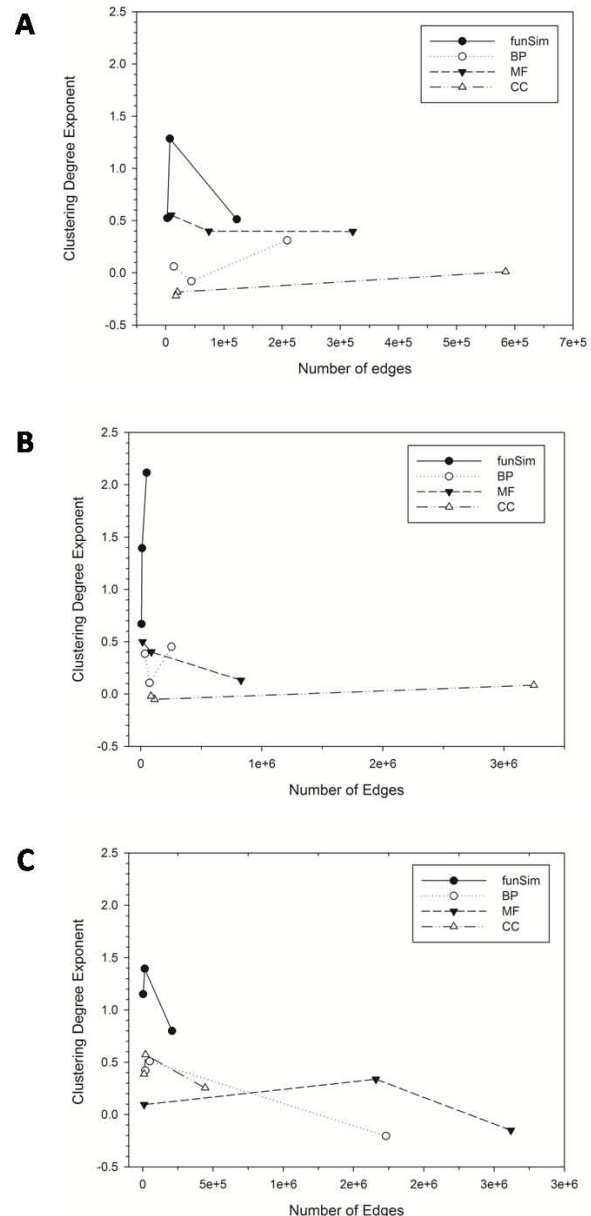 A
2.5
2.0
1.5
1.0
0.5
0.0
-0.5
Clustering Degree Exponent
funSim
BP
MF
CC
0 1e+5 2e+5 3e+5 4e+5 5e+5 6e+5 7e+5
Number of edges
B
2.5
2.0
1.5
1.0
0.5
0.0
-0.5
Clustering Degree Exponent
funSim
BP
MF
CC
0 1e+6 2e+6 3e+6
Number of Edges
C
2.5
2.0
1.5
1.0
0.5
0.0
-0.5
Clustering Degree Exponent
funSim
BP
MF
CC
0 5e+5 1e+6 2e+6 2e+6 3e+6 3e+6
Number of Edges